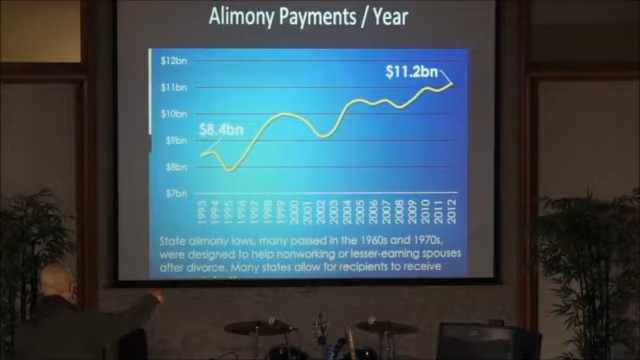 Alimony Payments / Year
$12bn
$11.2bn
$11bn
$10bn
$8.4bn
$9bn
$8bn
$7bn
1993 1994 1995 1996 1997 1998 1999 2000 2001 2002 2003 2004 2005 2006 2007 2008 2009 2010 2011 2012
State alimony laws, many passed in the 1960s and 1970s,
were designed to help nonworking or lesser-earning spouses
after divorce. Many states allow for recipients to receive